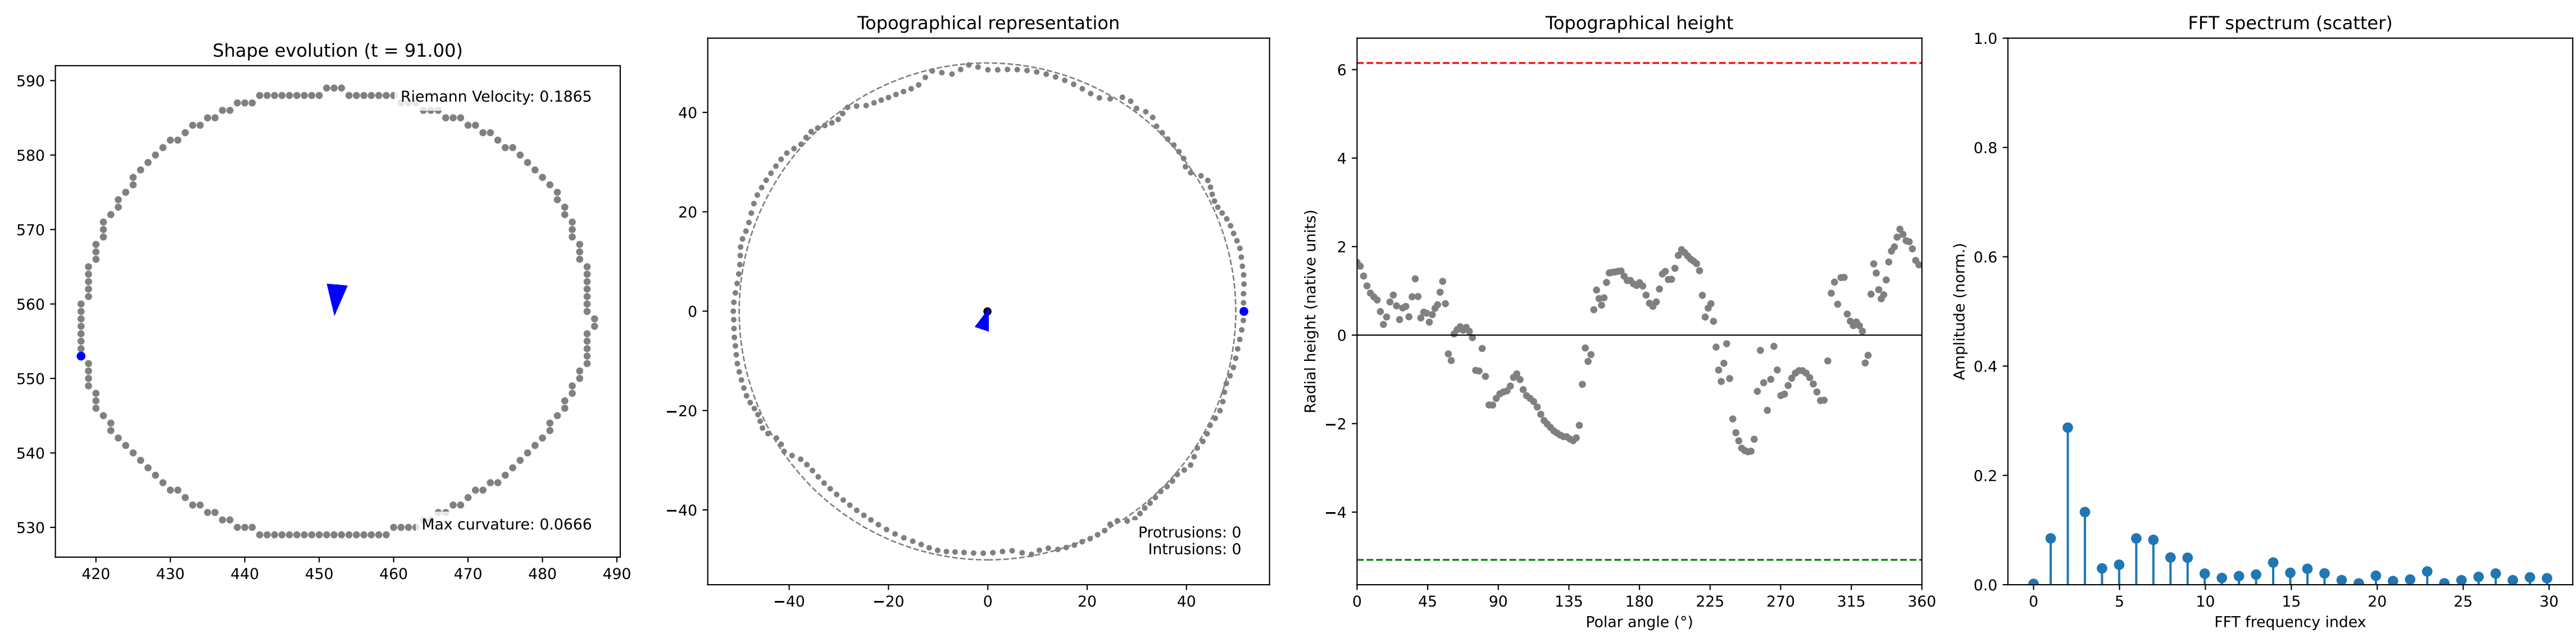 Shape evolution (t = 91.00)
Riemann Velocity: 0.1865
Max curvature: 0.0666
590
580
570
560
550
540
530
420 430 440 450 460 470 480 490
Topographical representation
40
20
0
−20
−40
Protrusions: 0
Intrusions: 0
−40 −20 0 20 40
Topographical height
Radial height (native units)
6
4
2
0
−2
−4
0 45 90 135 180 225 270 315 360
Polar angle (°)
FFT spectrum (scatter)
Amplitude (norm.)
1.0
0.8
0.6
0.4
0.2
0.0
0 5 10 15 20 25 30
FFT frequency index